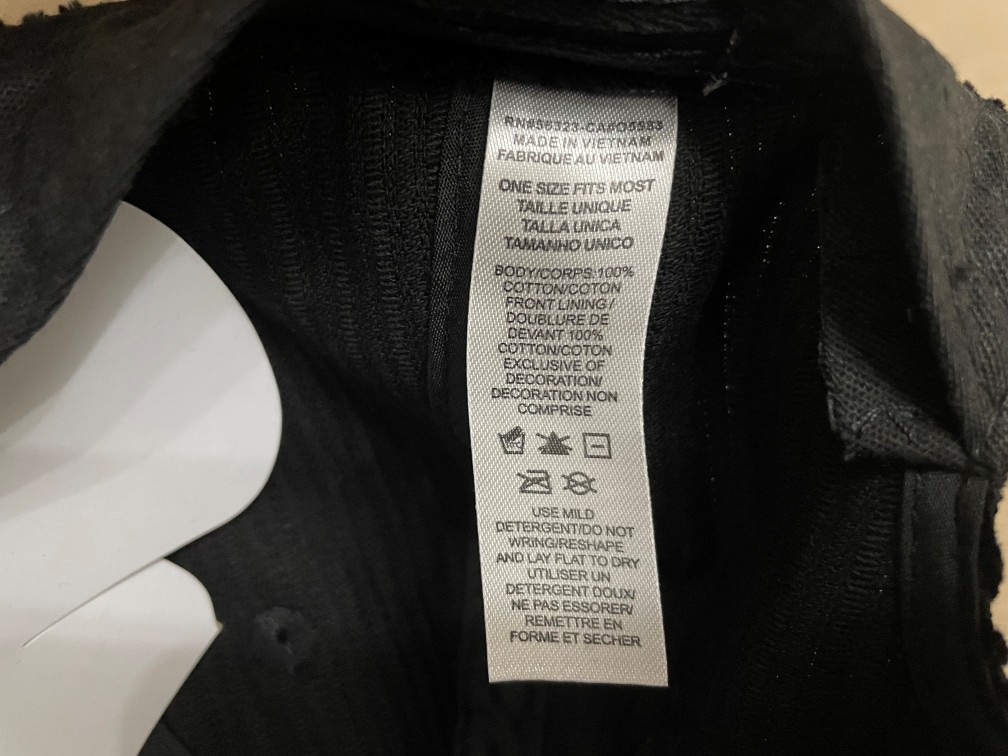 MADE IN VIETNAM
FABRIQUE AU VIETNAM
ONE SIZE FITS MOST
TAILLE UNIQUE
TALLA UNICA
TAMANHO UNICO
BODY/CORPS:100%
COTTON/COTON
FRONT LINING/
DOUBLURE DE
DEVANT 100%
COTTON/COTON
EXCLUSIVE OF
DECORATION/
DECORATION NON
COMPRISE
USE MILD
DETERGENT/DO NOT
WRING/RESHAPE
AND LAY FLAT TO DRY
UTILISER UN
DETERGENT DOUX/
NE PAS ESSORER/
REMETTRE EN
FORME ET SECHER